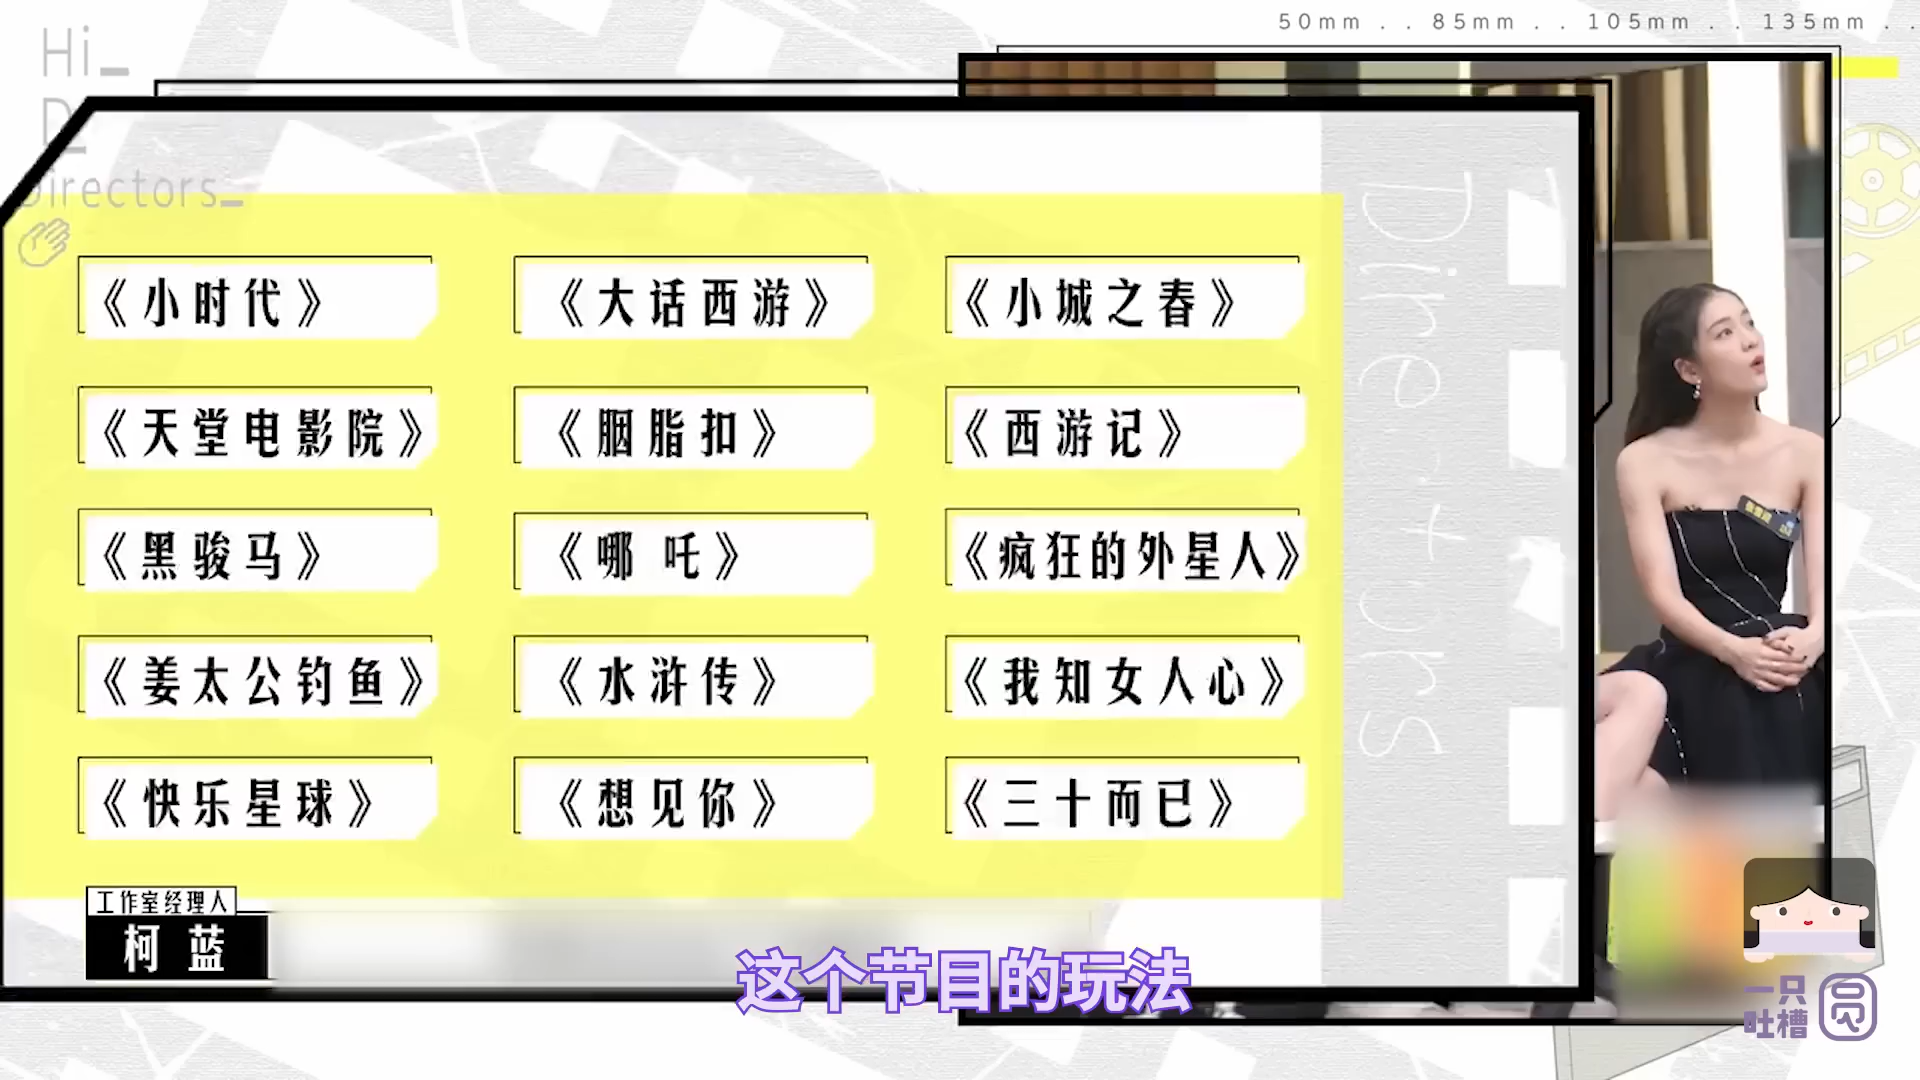 50mm . . 85mm . . 105mm . . 135mm . .
Hi_
Directors_
《小时代》
《大话西游》
《小城之春》
《天堂电影院》
《胭脂扣》
《西游记》
《黑骏马》
《哪 吒》
《疯狂的外星人》
《姜太公钓鱼》
《水浒传》
《我知女人心》
《快乐星球》
《想见你》
《三十而已》
Directors
工作室经理人
柯 蓝
这个节目的玩法
一只
吐槽
圆